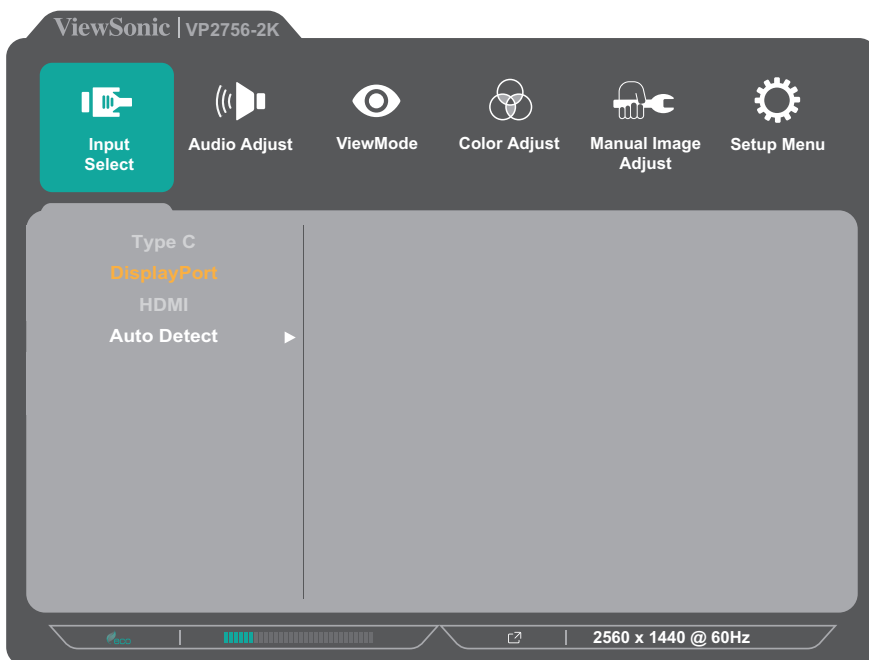 ViewSonic | VP2756-2K
Input
Select
Audio Adjust
ViewMode
Color Adjust
Manual Image
Adjust
Setup Menu
Type C
DisplayPort
HDMI
Auto Detect
eco
2560 x 1440 @ 60Hz